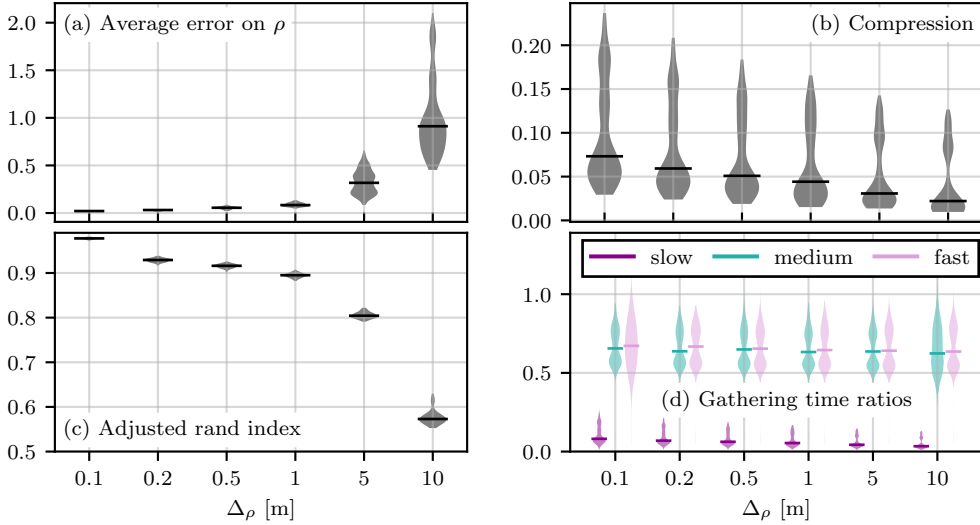 (a) Average error on ρ
2.0
1.5
1.0
0.5
0.0
(b) Compression
0.20
0.15
0.10
0.05
0.00
(c) Adjusted rand index
0.9
0.8
0.7
0.6
0.5
0.1 0.2 0.5 1 5 10
Δρ [m]
slow medium fast
1.0
0.5
0.0
(d) Gathering time ratios
0.1 0.2 0.5 1 5 10
Δρ [m]